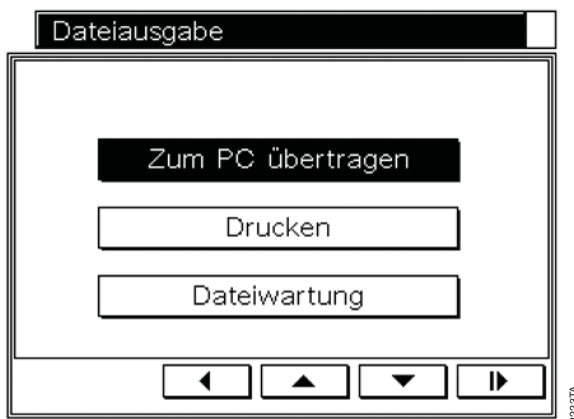 Dateiausgabe
Zum PC übertragen
Drucken
Dateiwartung